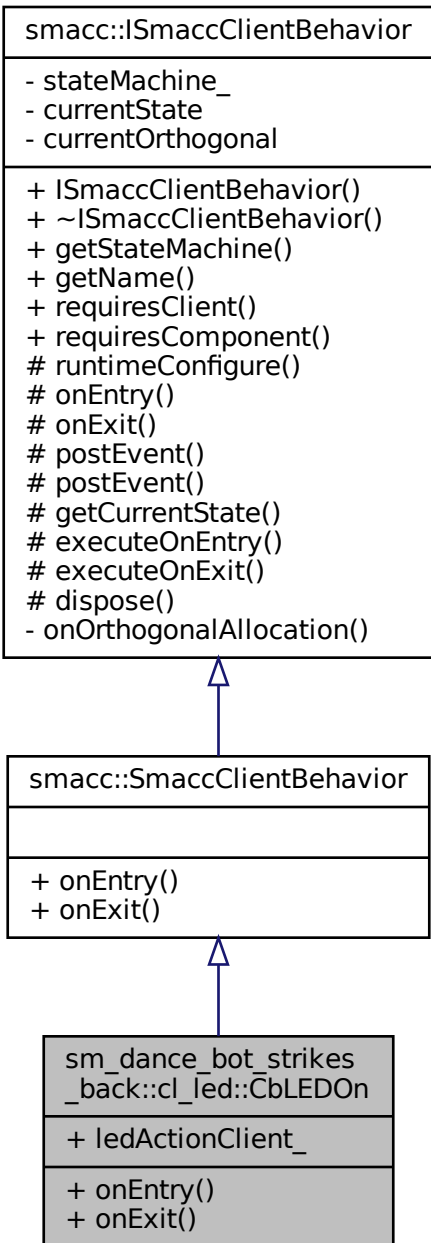 smacc::ISmaccClientBehavior
- stateMachine_
- currentState
- currentOrthogonal
+ ISmaccClientBehavior()
+ ~ISmaccClientBehavior()
+ getStateMachine()
+ getName()
+ requiresClient()
+ requiresComponent()
# runtimeConfigure()
# onEntry()
# onExit()
# postEvent()
# postEvent()
# getCurrentState()
# executeOnEntry()
# executeOnExit()
# dispose()
- onOrthogonalAllocation()
smacc::SmaccClientBehavior
+ onEntry()
+ onExit()
sm_dance_bot_strikes
_back::cl_led::CbLEDOn
+ ledActionClient_
+ onEntry()
+ onExit()